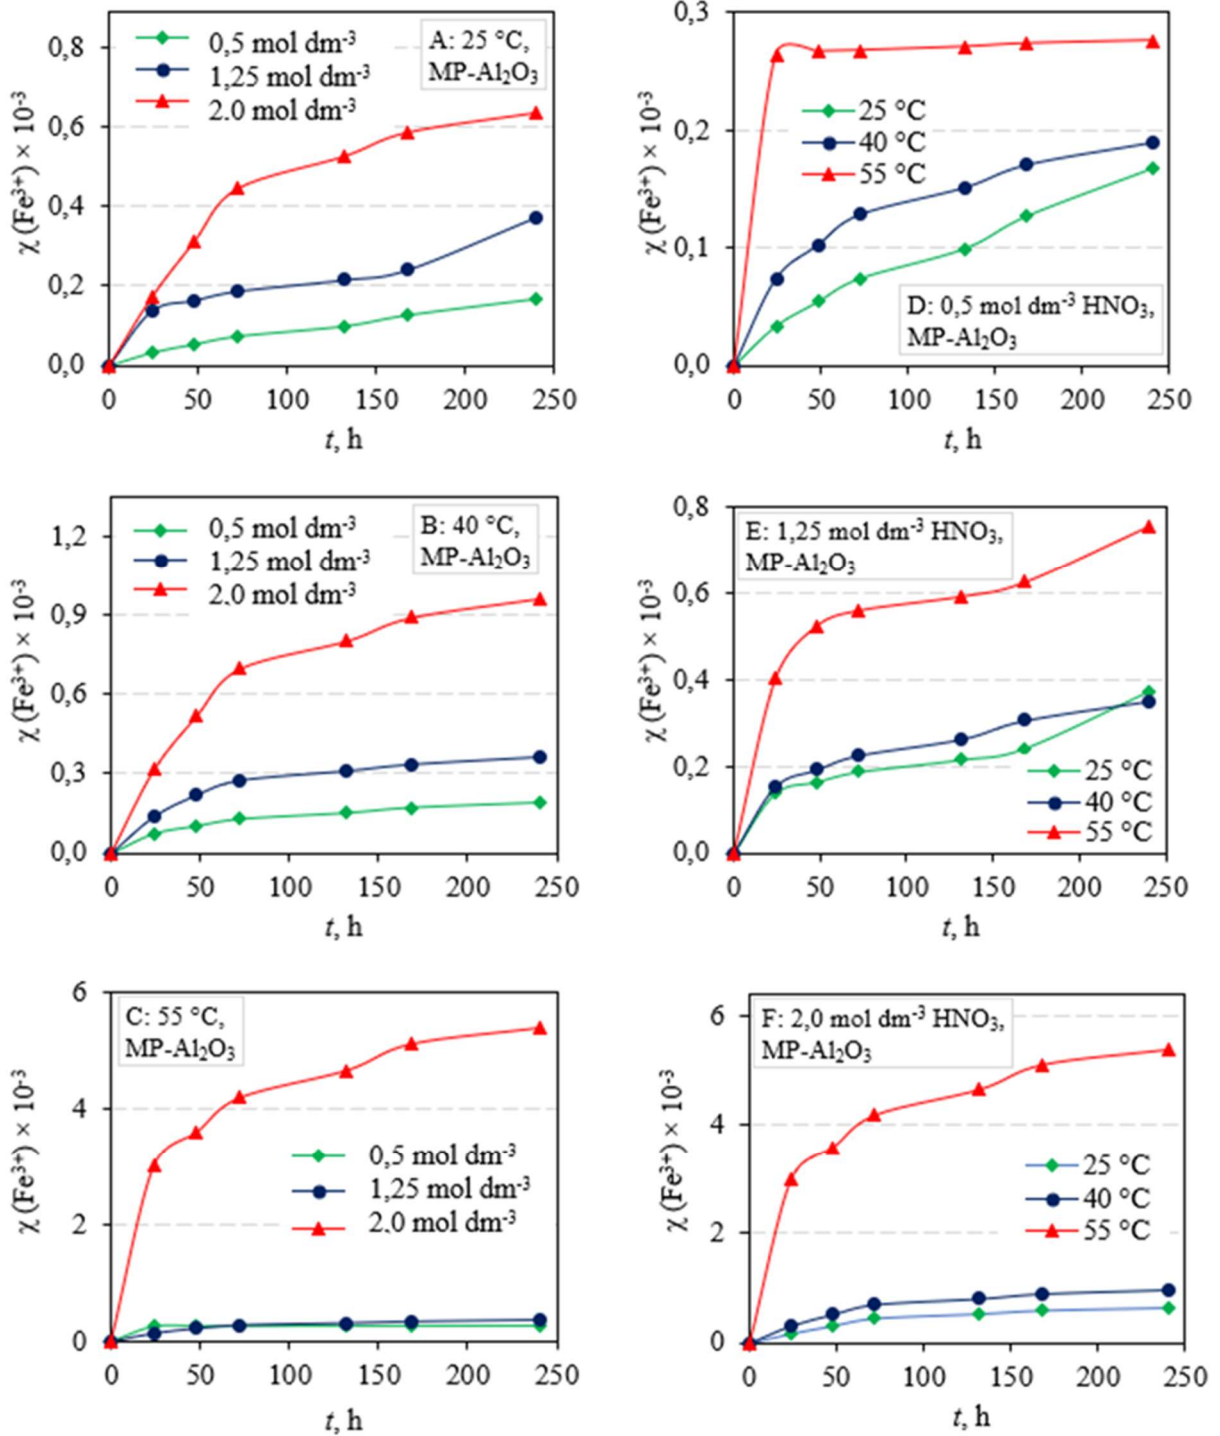 χ (Fe³⁺) × 10⁻³
0,8
0,6
0,4
0,2
0,0
0,5 mol dm⁻³
1,25 mol dm⁻³
2.0 mol dm⁻³
A: 25 °C,
MP-Al₂O₃
0 50 100 150 200 250
t, h
χ (Fe³⁺) × 10⁻³
0,3
0,2
0,1
0,0
25 °C
40 °C
55 °C
D: 0,5 mol dm⁻³ HNO₃,
MP-Al₂O₃
0 50 100 150 200 250
t, h
χ (Fe³⁺) × 10⁻³
1,2
0,9
0,6
0,3
0,0
0,5 mol dm⁻³
1,25 mol dm⁻³
2.0 mol dm⁻³
B: 40 °C,
MP-Al₂O₃
0 50 100 150 200 250
t, h
χ (Fe³⁺) × 10⁻³
0,8
0,6
0,4
0,2
0,0
E: 1,25 mol dm⁻³ HNO₃,
MP-Al₂O₃
25 °C
40 °C
55 °C
0 50 100 150 200 250
t, h
χ (Fe³⁺) × 10⁻³
6
4
2
0
C: 55 °C,
MP-Al₂O₃
0,5 mol dm⁻³
1,25 mol dm⁻³
2.0 mol dm⁻³
0 50 100 150 200 250
t, h
χ (Fe³⁺) × 10⁻³
6
4
2
0
F: 2,0 mol dm⁻³ HNO₃,
MP-Al₂O₃
25 °C
40 °C
55 °C
0 50 100 150 200 250
t, h